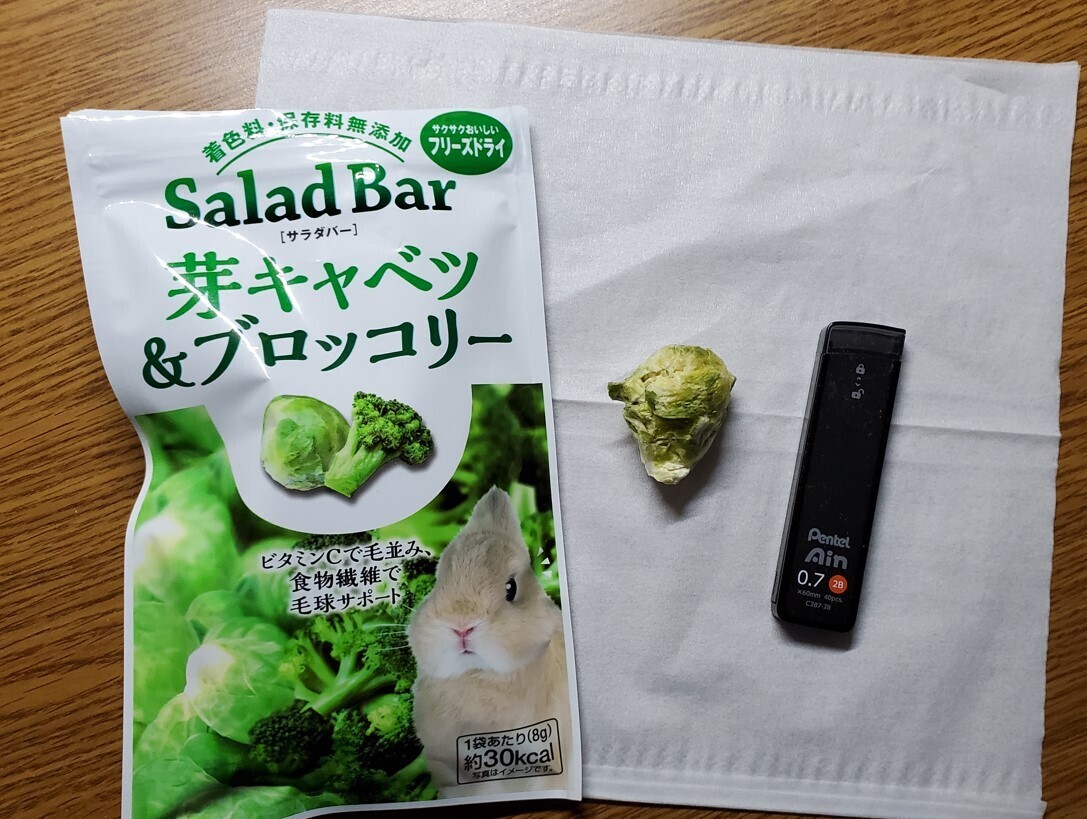 着色料・保存料無添加
サクサクおいしい
フリーズドライ
Salad Bar
[サラダバー]
芽キャベツ
&ブロッコリー
ビタミンCで毛並み、
食物繊維で
毛球サポート
1袋あたり(8g)
約30kcal
写真はイメージです。
Pentel
Ain
0.7 2B
×60mm 40pcs.
C287-2B